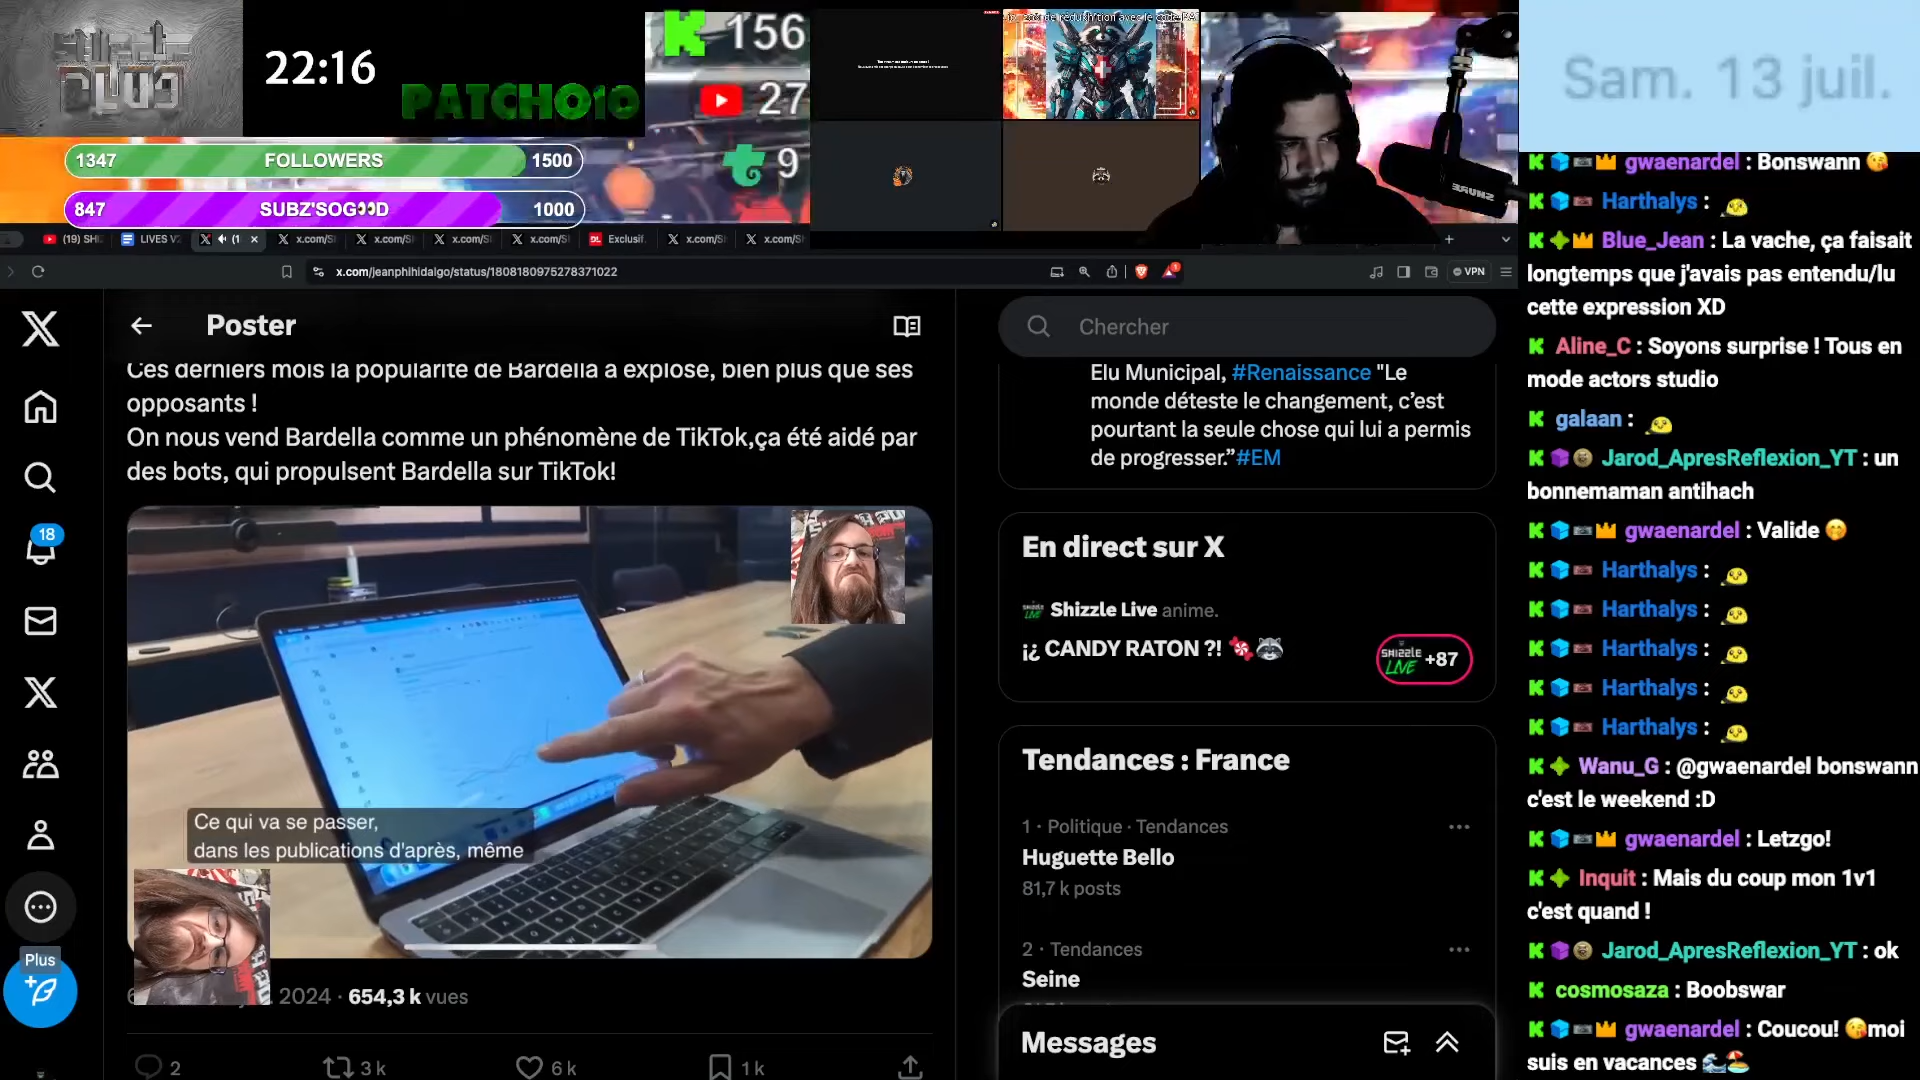 22:16
PATCHO10
156
27
9
1347 FOLLOWERS 1500
847 SUBZ'SOG👀D 1000
Sam. 13 juil.
(19) SHI
LIVES V
(1
x.com/S
x.com/S
x.com/S
x.com/S
Exclusif
x.com/S
x.com/S
x.com/jeanphihidalgo/status/1808180975278371022
VPN
Poster
Ces derniers mois la popularité de Bardella a explosé, bien plus que ses
opposants !
On nous vend Bardella comme un phénomène de TikTok,ça été aidé par
des bots, qui propulsent Bardella sur TikTok!
Ce qui va se passer,
dans les publications d'après, même
2024 · 654,3 k vues
2
3 k
6 k
1 k
18
Plus
Chercher
Elu Municipal, #Renaissance "Le
monde déteste le changement, c’est
pourtant la seule chose qui lui a permis
de progresser.”#EM
En direct sur X
Shizzle Live anime.
¡¿ CANDY RATON ?! 🍬🦝
SHIZZLE
LIVE +87
Tendances : France
1 · Politique · Tendances
Huguette Bello
81,7 k posts
2 · Tendances
Seine
Messages
SHURE
gwaenardel : Bonswann 😘
Harthalys :
Blue_Jean : La vache, ça faisait
longtemps que j'avais pas entendu/lu
cette expression XD
Aline_C : Soyons surprise ! Tous en
mode actors studio
galaan :
Jarod_ApresReflexion_YT : un
bonnemaman antihach
gwaenardel : Valide 🤭
Harthalys :
Harthalys :
Harthalys :
Harthalys :
Harthalys :
Wanu_G : @gwaenardel bonswann
c'est le weekend :D
gwaenardel : Letzgo!
Inquit : Mais du coup mon 1v1
c'est quand !
Jarod_ApresReflexion_YT : ok
cosmosaza : Boobswar
gwaenardel : Coucou! 😘moi
suis en vacances 🌊🏖️